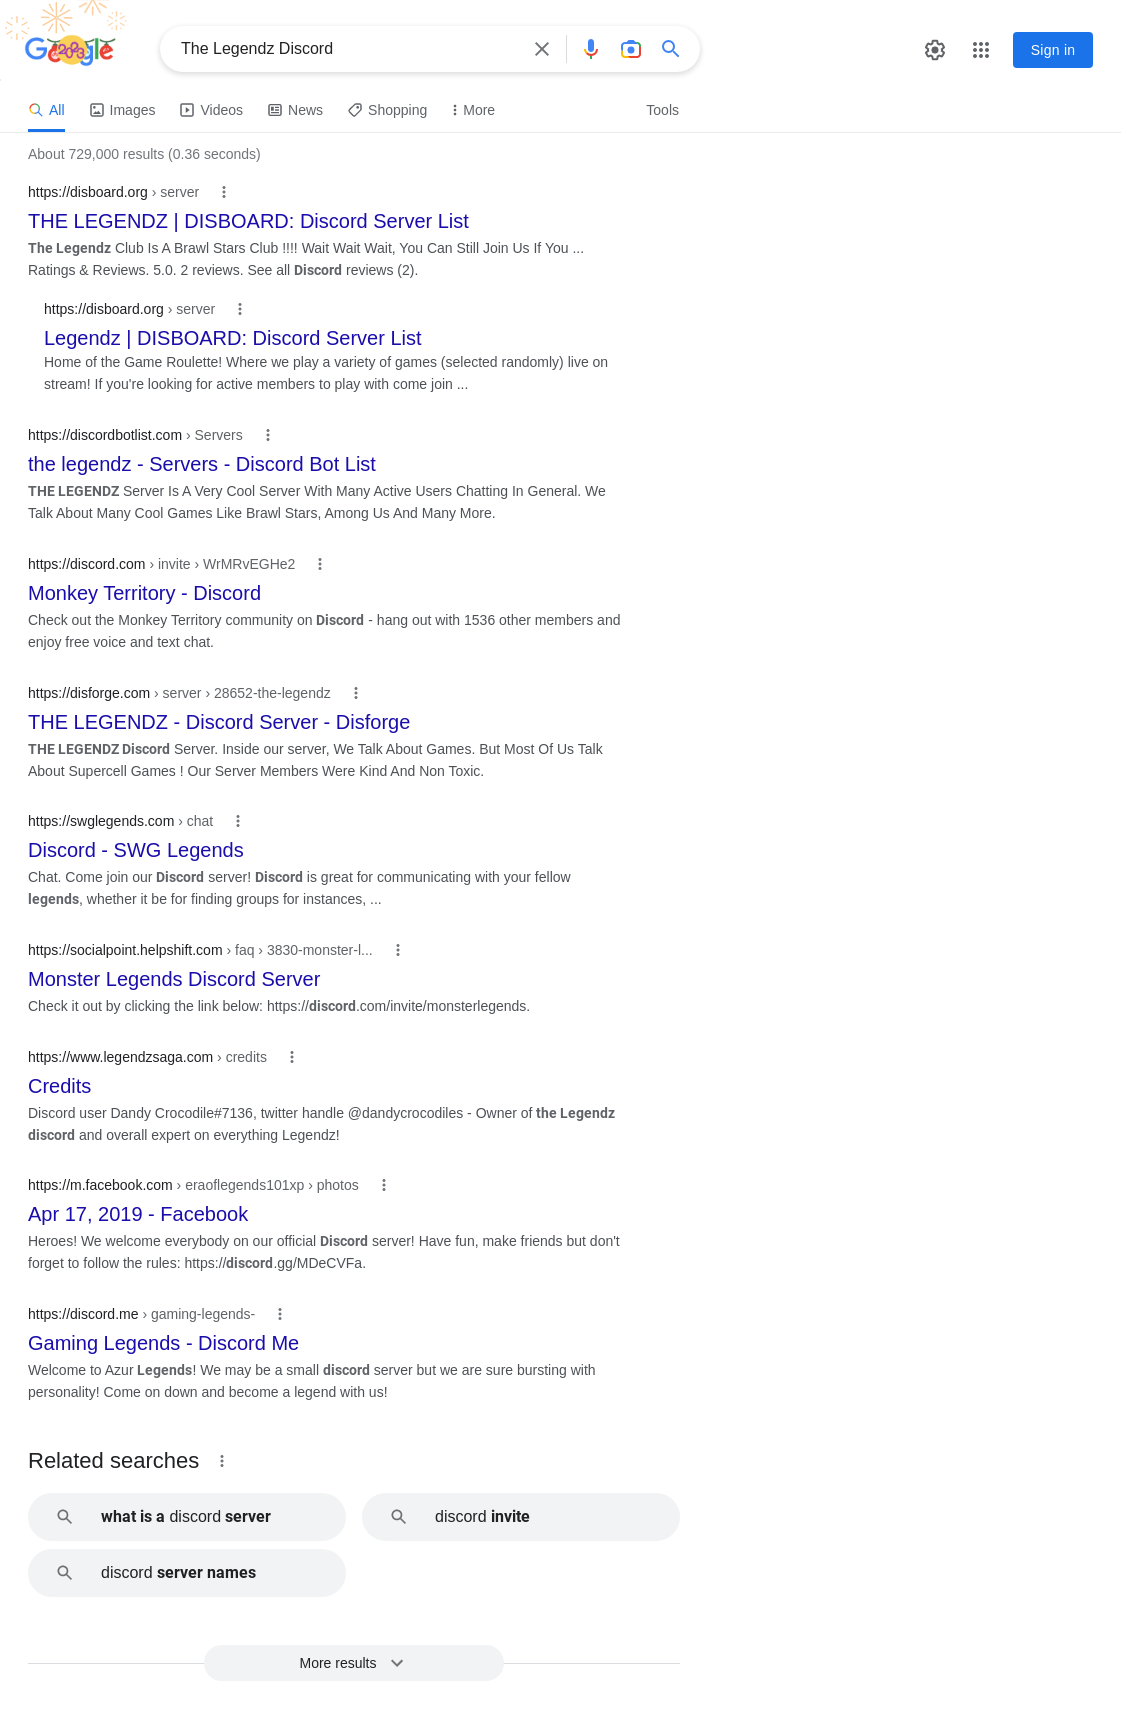 Google
The Legendz Discord
Sign in
All
Images
Videos
News
Shopping
More
Tools
About 729,000 results (0.36 seconds)
https://disboard.org › server
THE LEGENDZ | DISBOARD: Discord Server List
The Legendz Club Is A Brawl Stars Club !!!! Wait Wait Wait, You Can Still Join Us If You ...
Ratings & Reviews. 5.0. 2 reviews. See all Discord reviews (2).
https://disboard.org › server
Legendz | DISBOARD: Discord Server List
Home of the Game Roulette! Where we play a variety of games (selected randomly) live on
stream! If you're looking for active members to play with come join ...
https://discordbotlist.com › Servers
the legendz - Servers - Discord Bot List
THE LEGENDZ Server Is A Very Cool Server With Many Active Users Chatting In General. We
Talk About Many Cool Games Like Brawl Stars, Among Us And Many More.
https://discord.com › invite › WrMRvEGHe2
Monkey Territory - Discord
Check out the Monkey Territory community on Discord - hang out with 1536 other members and
enjoy free voice and text chat.
https://disforge.com › server › 28652-the-legendz
THE LEGENDZ - Discord Server - Disforge
THE LEGENDZ Discord Server. Inside our server, We Talk About Games. But Most Of Us Talk
About Supercell Games ! Our Server Members Were Kind And Non Toxic.
https://swglegends.com › chat
Discord - SWG Legends
Chat. Come join our Discord server! Discord is great for communicating with your fellow
legends, whether it be for finding groups for instances, ...
https://socialpoint.helpshift.com › faq › 3830-monster-l...
Monster Legends Discord Server
Check it out by clicking the link below: https://discord.com/invite/monsterlegends.
https://www.legendzsaga.com › credits
Credits
Discord user Dandy Crocodile#7136, twitter handle @dandycrocodiles - Owner of the Legendz
discord and overall expert on everything Legendz!
https://m.facebook.com › eraoflegends101xp › photos
Apr 17, 2019 - Facebook
Heroes! We welcome everybody on our official Discord server! Have fun, make friends but don't
forget to follow the rules: https://discord.gg/MDeCVFa.
https://discord.me › gaming-legends-
Gaming Legends - Discord Me
Welcome to Azur Legends! We may be a small discord server but we are sure bursting with
personality! Come on down and become a legend with us!
Related searches
what is a discord server
discord invite
discord server names
More results